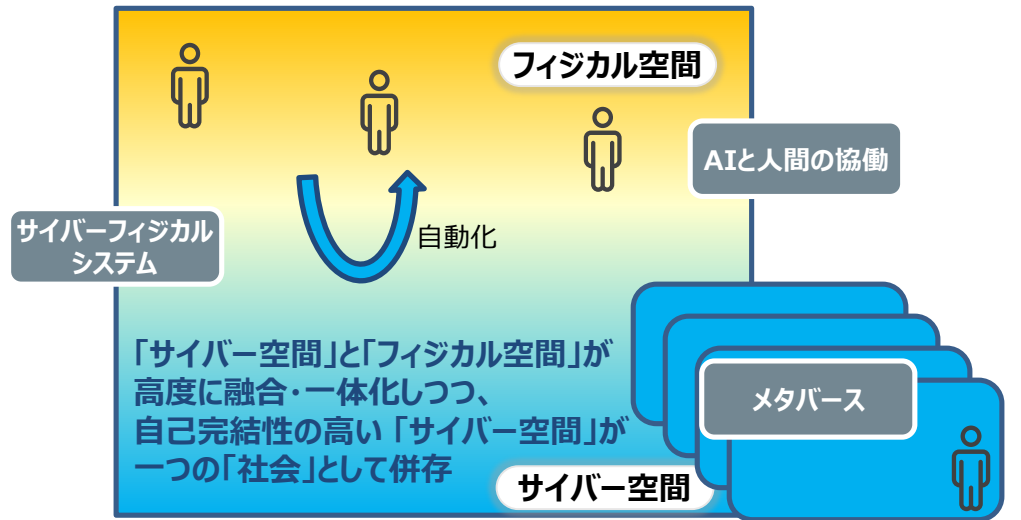 フィジカル空間
AIと人間の協働
サイバーフィジカル
システム
自動化
「サイバー空間」と「フィジカル空間」が
高度に融合・一体化しつつ、
自己完結性の高い「サイバー空間」が
一つの「社会」として併存
メタバース
サイバー空間